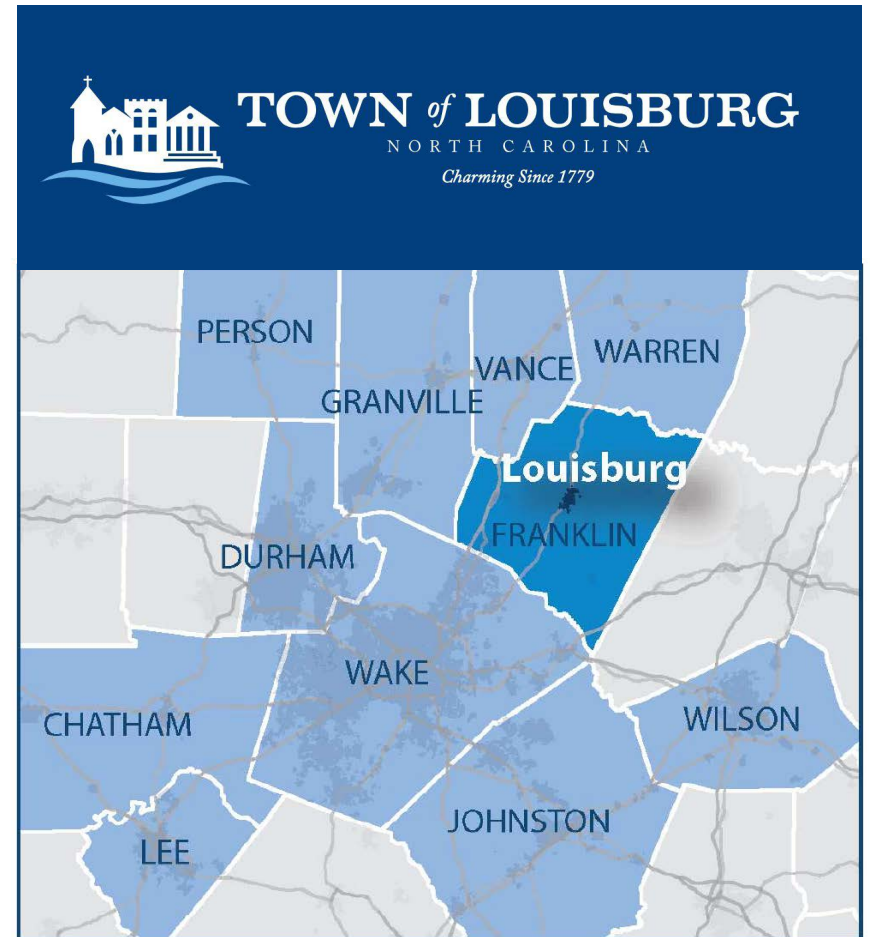 TOWN of LOUISBURG
NORTH CAROLINA
Charming Since 1779
PERSON
WARREN
VANCE
GRANVILLE
Louisburg
FRANKLIN
DURHAM
WAKE
CHATHAM
WILSON
JOHNSTON
LEE